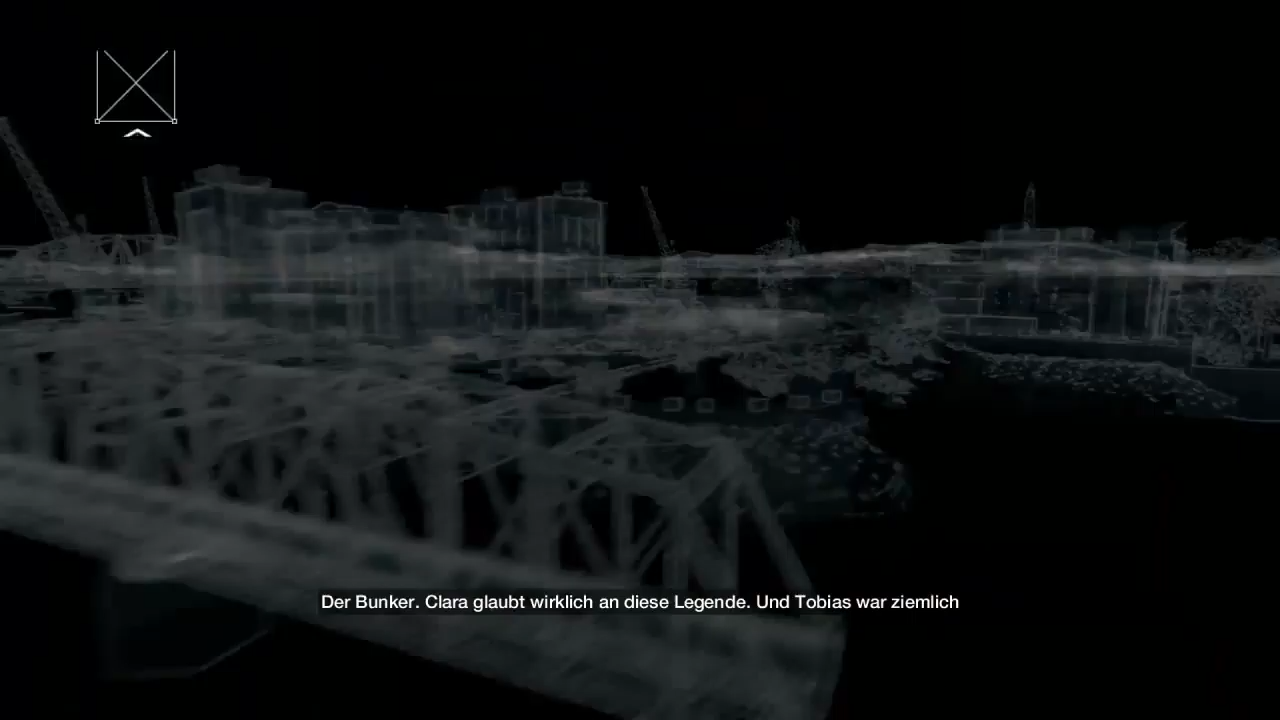 Der Bunker. Clara glaubt wirklich an diese Legende. Und Tobias war ziemlich